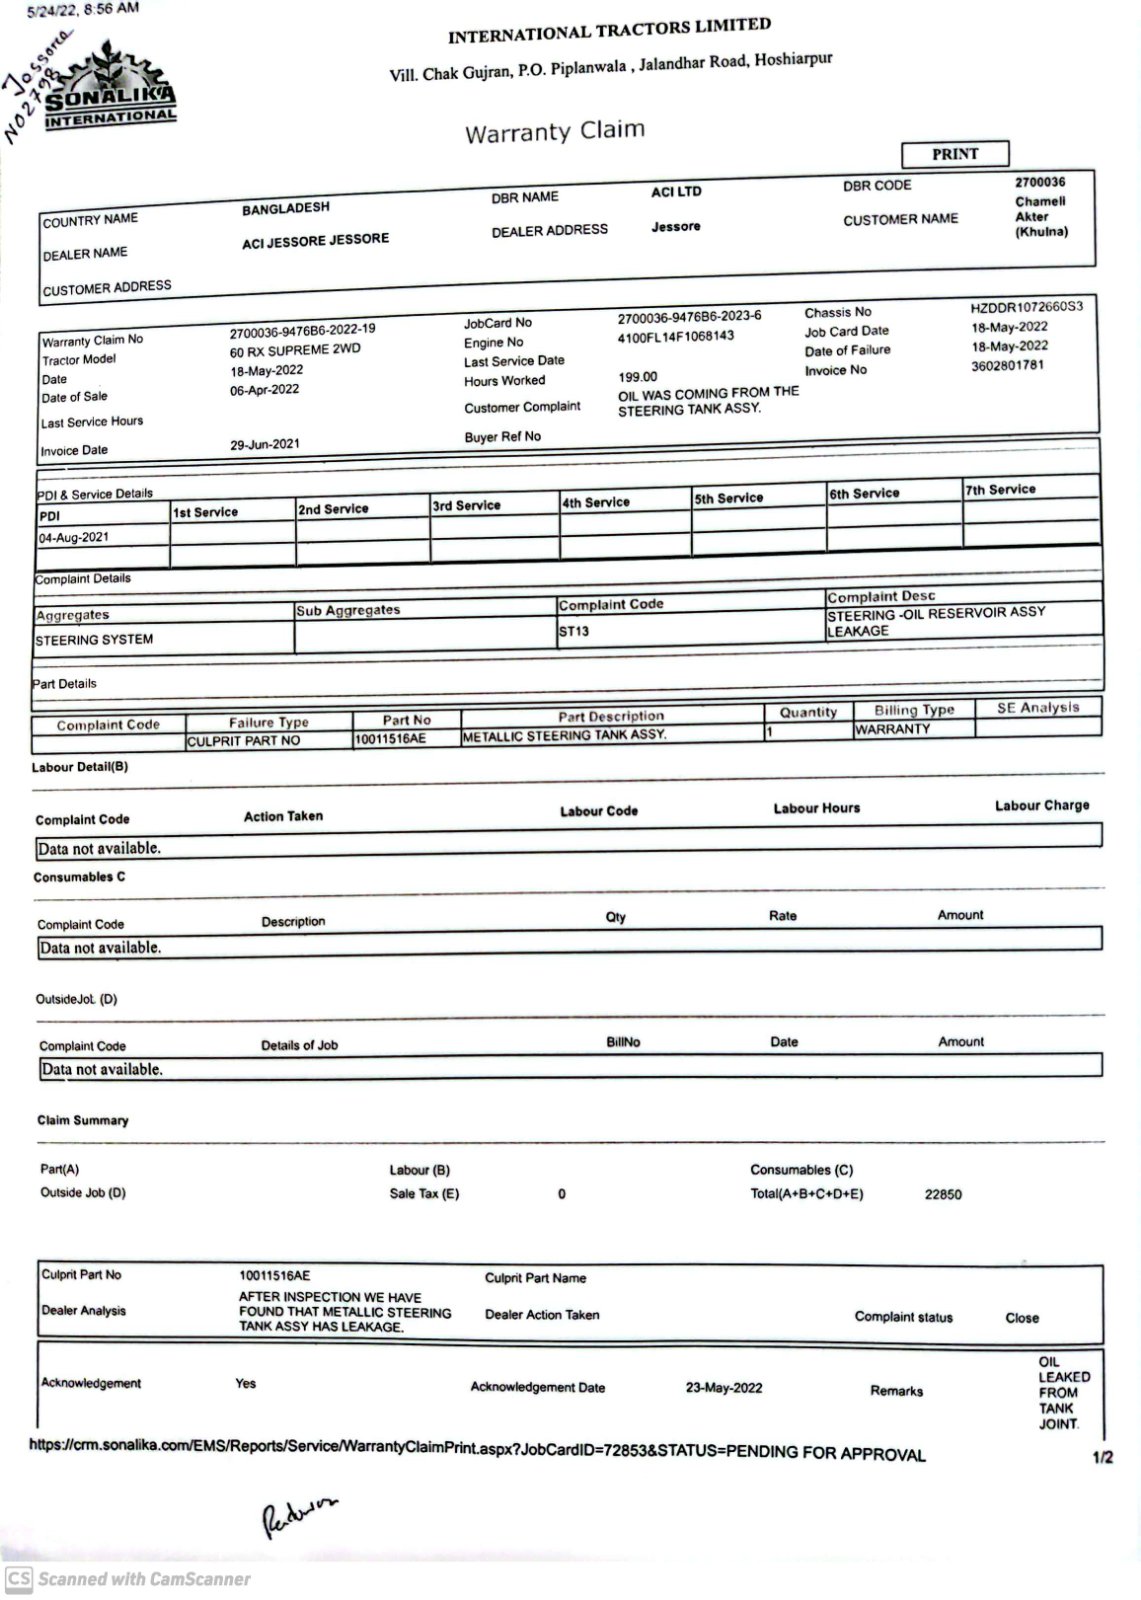 5/24/22, 8:56 AM
Jessore
NO2798
SONALIKA
INTERNATIONAL
INTERNATIONAL TRACTORS LIMITED
Vill. Chak Gujran, P.O. Piplanwala , Jalandhar Road, Hoshiarpur
Warranty Claim
PRINT
COUNTRY NAME BANGLADESH DBR NAME ACI LTD DBR CODE 2700036
DEALER NAME ACI JESSORE JESSORE DEALER ADDRESS Jessore CUSTOMER NAME Chameli
Akter
(Khulna)
CUSTOMER ADDRESS
Warranty Claim No 2700036-9476B6-2022-19 JobCard No 2700036-9476B6-2023-6 Chassis No HZDDR1072660S3
Tractor Model 60 RX SUPREME 2WD Engine No 4100FL14F1068143 Job Card Date 18-May-2022
Date 18-May-2022 Last Service Date Date of Failure 18-May-2022
Date of Sale 06-Apr-2022 Hours Worked 199.00 Invoice No 3602801781
Last Service Hours Customer Complaint OIL WAS COMING FROM THE
STEERING TANK ASSY.
Invoice Date 29-Jun-2021 Buyer Ref No
PDI & Service Details
PDI 1st Service 2nd Service 3rd Service 4th Service 5th Service 6th Service 7th Service
04-Aug-2021
Complaint Details
Aggregates Sub Aggregates Complaint Code Complaint Desc
STEERING SYSTEM ST13 STEERING -OIL RESERVOIR ASSY
LEAKAGE
Part Details
Complaint Code Failure Type Part No Part Description Quantity Billing Type SE Analysis
CULPRIT PART NO 10011516AE METALLIC STEERING TANK ASSY. 1 WARRANTY
Labour Detail(B)
Complaint Code Action Taken Labour Code Labour Hours Labour Charge
Data not available.
Consumables C
Complaint Code Description Qty Rate Amount
Data not available.
OutsideJob (D)
Complaint Code Details of Job BillNo Date Amount
Data not available.
Claim Summary
Part(A) Labour (B) Consumables (C)
Outside Job (D) Sale Tax (E) 0 Total(A+B+C+D+E) 22850
Culprit Part No 10011516AE Culprit Part Name
Dealer Analysis AFTER INSPECTION WE HAVE
FOUND THAT METALLIC STEERING
TANK ASSY HAS LEAKAGE. Dealer Action Taken Complaint status Close
Acknowledgement Yes Acknowledgement Date 23-May-2022 Remarks OIL
LEAKED
FROM
TANK
JOINT.
https://crm.sonalika.com/EMS/Reports/Service/WarrantyClaimPrint.aspx?JobCardID=72853&STATUS=PENDING FOR APPROVAL
1/2
CS Scanned with CamScanner